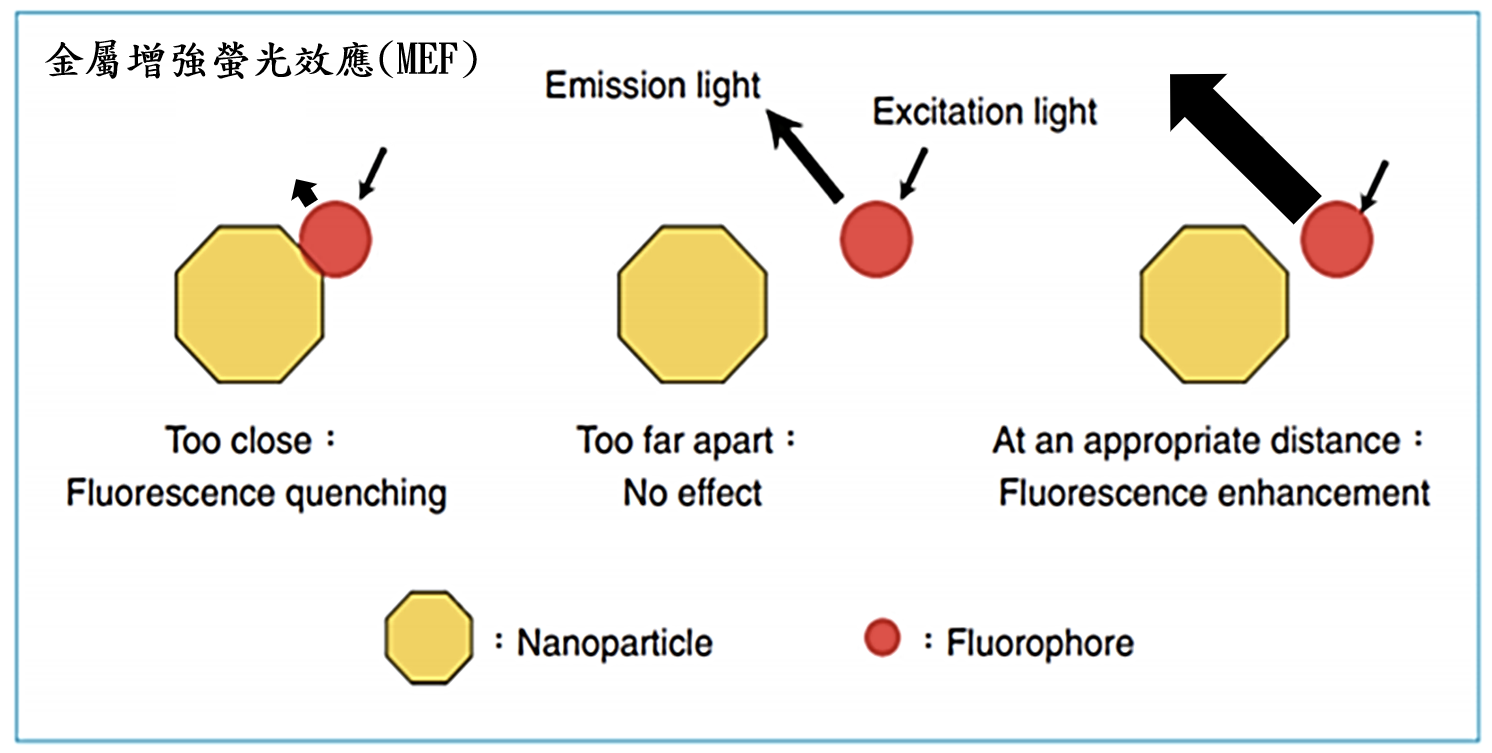 金屬增強螢光效應(MEF)
Emission light
Excitation light
Too close：
Fluorescence quenching
Too far apart：
No effect
At an appropriate distance：
Fluorescence enhancement
：Nanoparticle
：Fluorophore